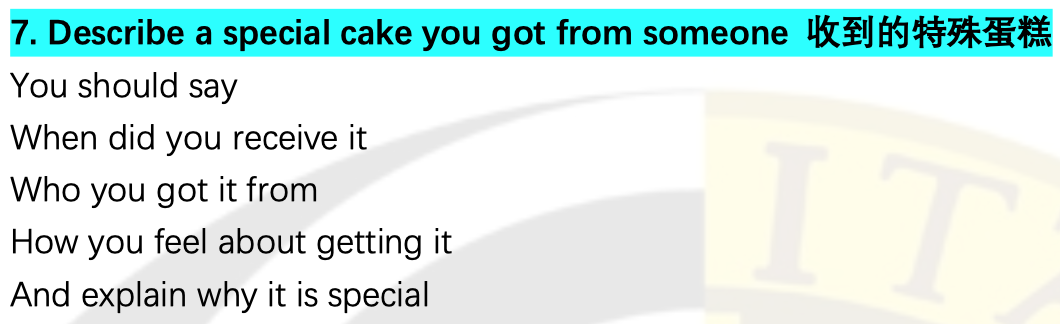 7. Describe a special cake you got from someone 收到的特殊蛋糕
You should say
When did you receive it
Who you got it from
How you feel about getting it
And explain why it is special